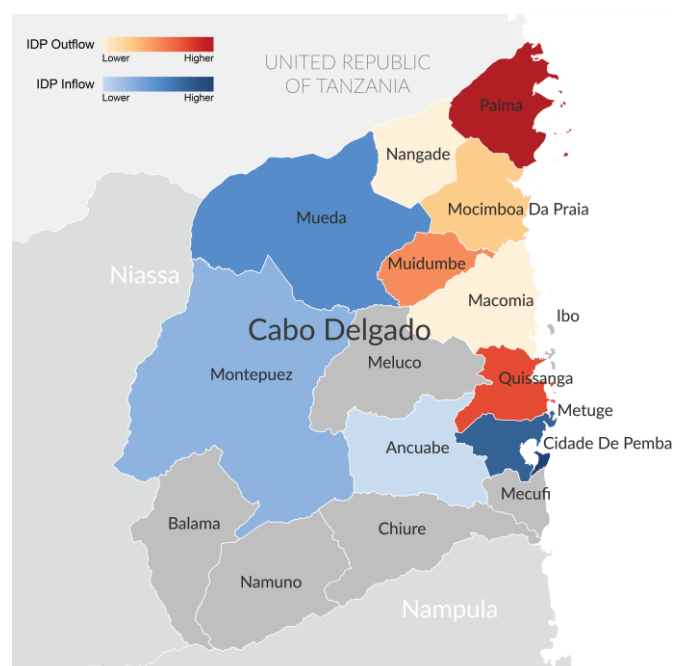 IDP Outflow
Lower Higher
IDP Inflow
Lower Higher
UNITED REPUBLIC
OF TANZANIA
Palma
Nangade
Mocimboa Da Praia
Mueda
Muidumbe
Niassa
Macomia
Ibo
Cabo Delgado
Meluco
Montepuez
Quissanga
Metuge
Cidade De Pemba
Ancuabe
Mecufi
Balama
Chiure
Namuno
Nampula